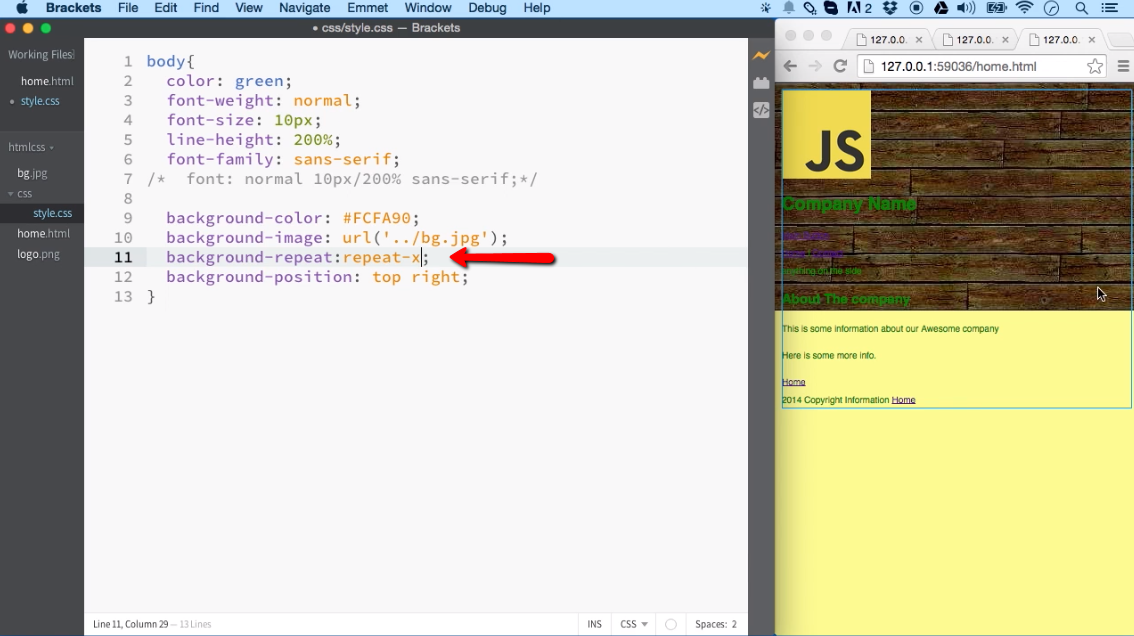 Brackets File Edit Find View Navigate Emmet Window Debug Help 2
• css/style.css — Brackets
Working Files
home.html
• style.css
htmlcss
bg.jpg
css
style.css
home.html
logo.png
1 body{
2 color: green;
3 font-weight: normal;
4 font-size: 10px;
5 line-height: 200%;
6 font-family: sans-serif;
7 /* font: normal 10px/200% sans-serif;*/
8
9 background-color: #FCFA90;
10 background-image: url('../bg.jpg');
11 background-repeat:repeat-x;
12 background-position: top right;
13 }
Line 11, Column 29 — 13 Lines
INS CSS Spaces: 2
127.0.0. × 127.0.0. × 127.0.0. ×
127.0.0.1:59036/home.html
JS
Company Name
anything on the side
About The company
This is some information about our Awesome company
Here is some more info.
Home
2014 Copyright Information Home